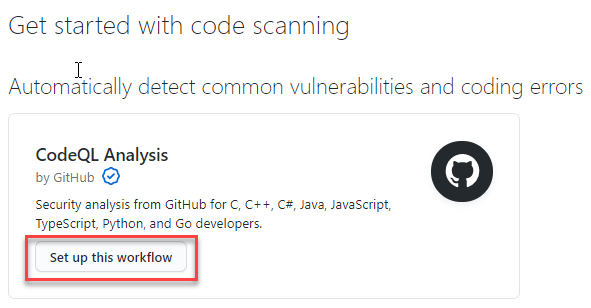 Get started with code scanning
Automatically detect common vulnerabilities and coding errors
CodeQL Analysis
by GitHub
Security analysis from GitHub for C, C++, C#, Java, JavaScript,
TypeScript, Python, and Go developers.
Set up this workflow